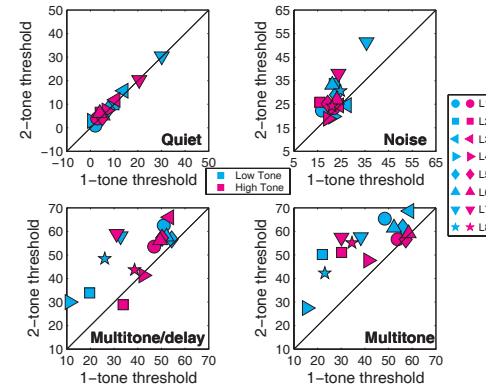 50
40
30
20
10
0
-10
-10 0 10 20 30 40 50
2-tone threshold
1-tone threshold
Quiet
65
55
45
35
25
15
5
5 15 25 35 45 55 65
2-tone threshold
1-tone threshold
Noise
Low Tone
High Tone
70
60
50
40
30
20
10
10 20 30 40 50 60 70
2-tone threshold
1-tone threshold
Multitone/delay
70
60
50
40
30
20
10
10 20 30 40 50 60 70
2-tone threshold
1-tone threshold
Multitone